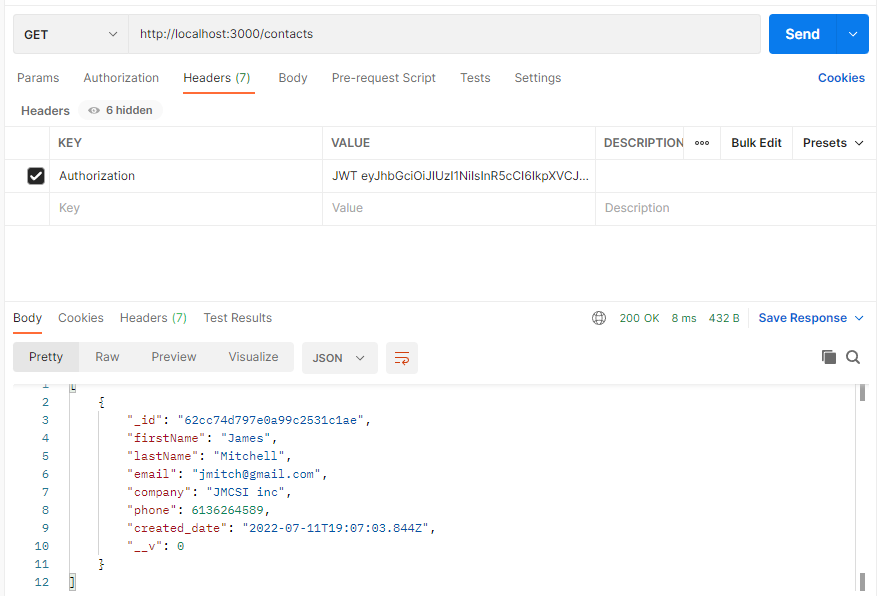 GET http://localhost:3000/contacts Send
Params Authorization Headers (7) Body Pre-request Script Tests Settings Cookies
Headers 6 hidden
KEY VALUE DESCRIPTION ooo Bulk Edit Presets
Authorization JWT eyJhbGciOiJIUzI1NiIsInR5cCI6IkpXVCJ...
Key Value Description
Body Cookies Headers (7) Test Results 200 OK 8 ms 432 B Save Response
Pretty Raw Preview Visualize JSON
1 [
2 {
3 "_id": "62cc74d797e0a99c2531c1ae",
4 "firstName": "James",
5 "lastName": "Mitchell",
6 "email": "jmitch@gmail.com",
7 "company": "JMCSI inc",
8 "phone": 6136264589,
9 "created_date": "2022-07-11T19:07:03.844Z",
10 "__v": 0
11 }
12 ]